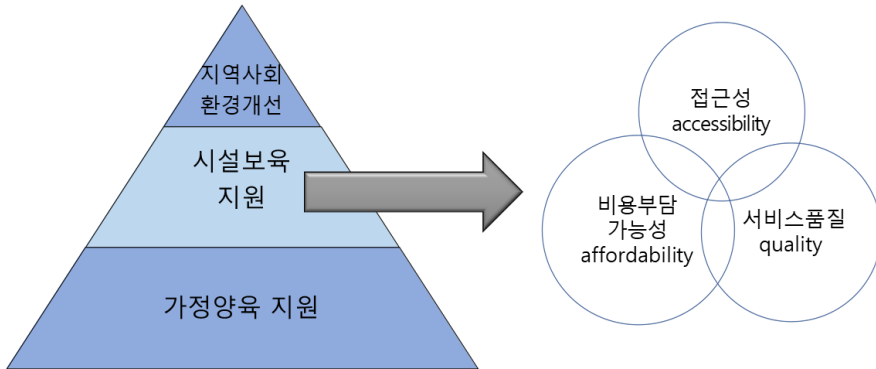 지역사회
환경개선
시설보육
지원
가정양육 지원
접근성
accessibility
비용부담
가능성
affordability
서비스품질
quality